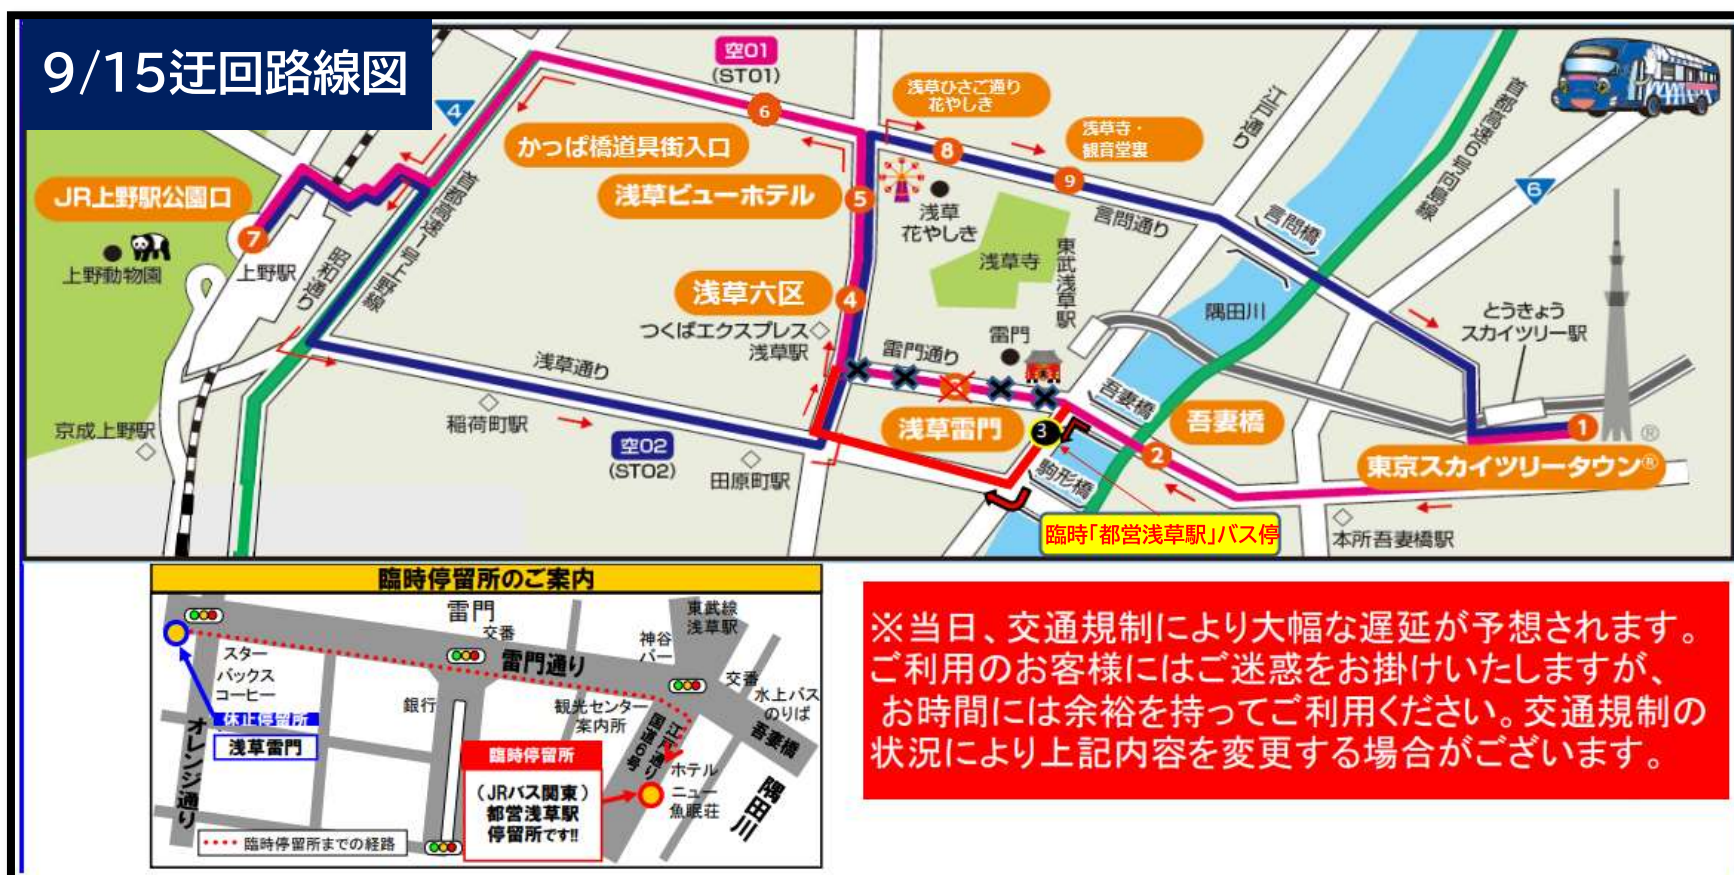 9/15迂回路線図
空01
(ST01)
4
6
かっぱ橋道具街入口
浅草ビューホテル
5
浅草ひさご通り
花やしき
8
浅草寺・
観音堂裏
9
江戸通り
首都高速6号向島線
6
JR上野駅公園口
7
上野動物園
上野駅
昭和通り
首都高速1号上野線
浅草
花やしき
浅草寺
東武浅草駅
言問通り
言問橋
隅田川
とうきょう
スカイツリー駅
浅草六区
4
つくばエクスプレス
浅草駅
雷門
雷門通り
浅草通り
稲荷町駅
京成上野駅
空02
(ST02)
田原町駅
浅草雷門
3
吾妻橋
吾妻橋
2
駒形橋
1
®
東京スカイツリータウン®
本所吾妻橋駅
臨時「都営浅草駅」バス停
臨時停留所のご案内
雷門
交番
東武線
浅草駅
神谷
バー
雷門通り
スター
バックス
コーヒー
銀行
観光センター
案内所
交番
水上バス
のりば
吾妻橋
休止停留所
浅草雷門
オレンジ通り
江戸通り
国道6号
臨時停留所
(JRバス関東)
都営浅草駅
停留所です!!
ホテル
ニュー
魚眠荘
隅田川
臨時停留所までの経路
※当日、交通規制により大幅な遅延が予想されます。
ご利用のお客様にはご迷惑をお掛けいたしますが、
お時間には余裕を持ってご利用ください。交通規制の
状況により上記内容を変更する場合がございます。